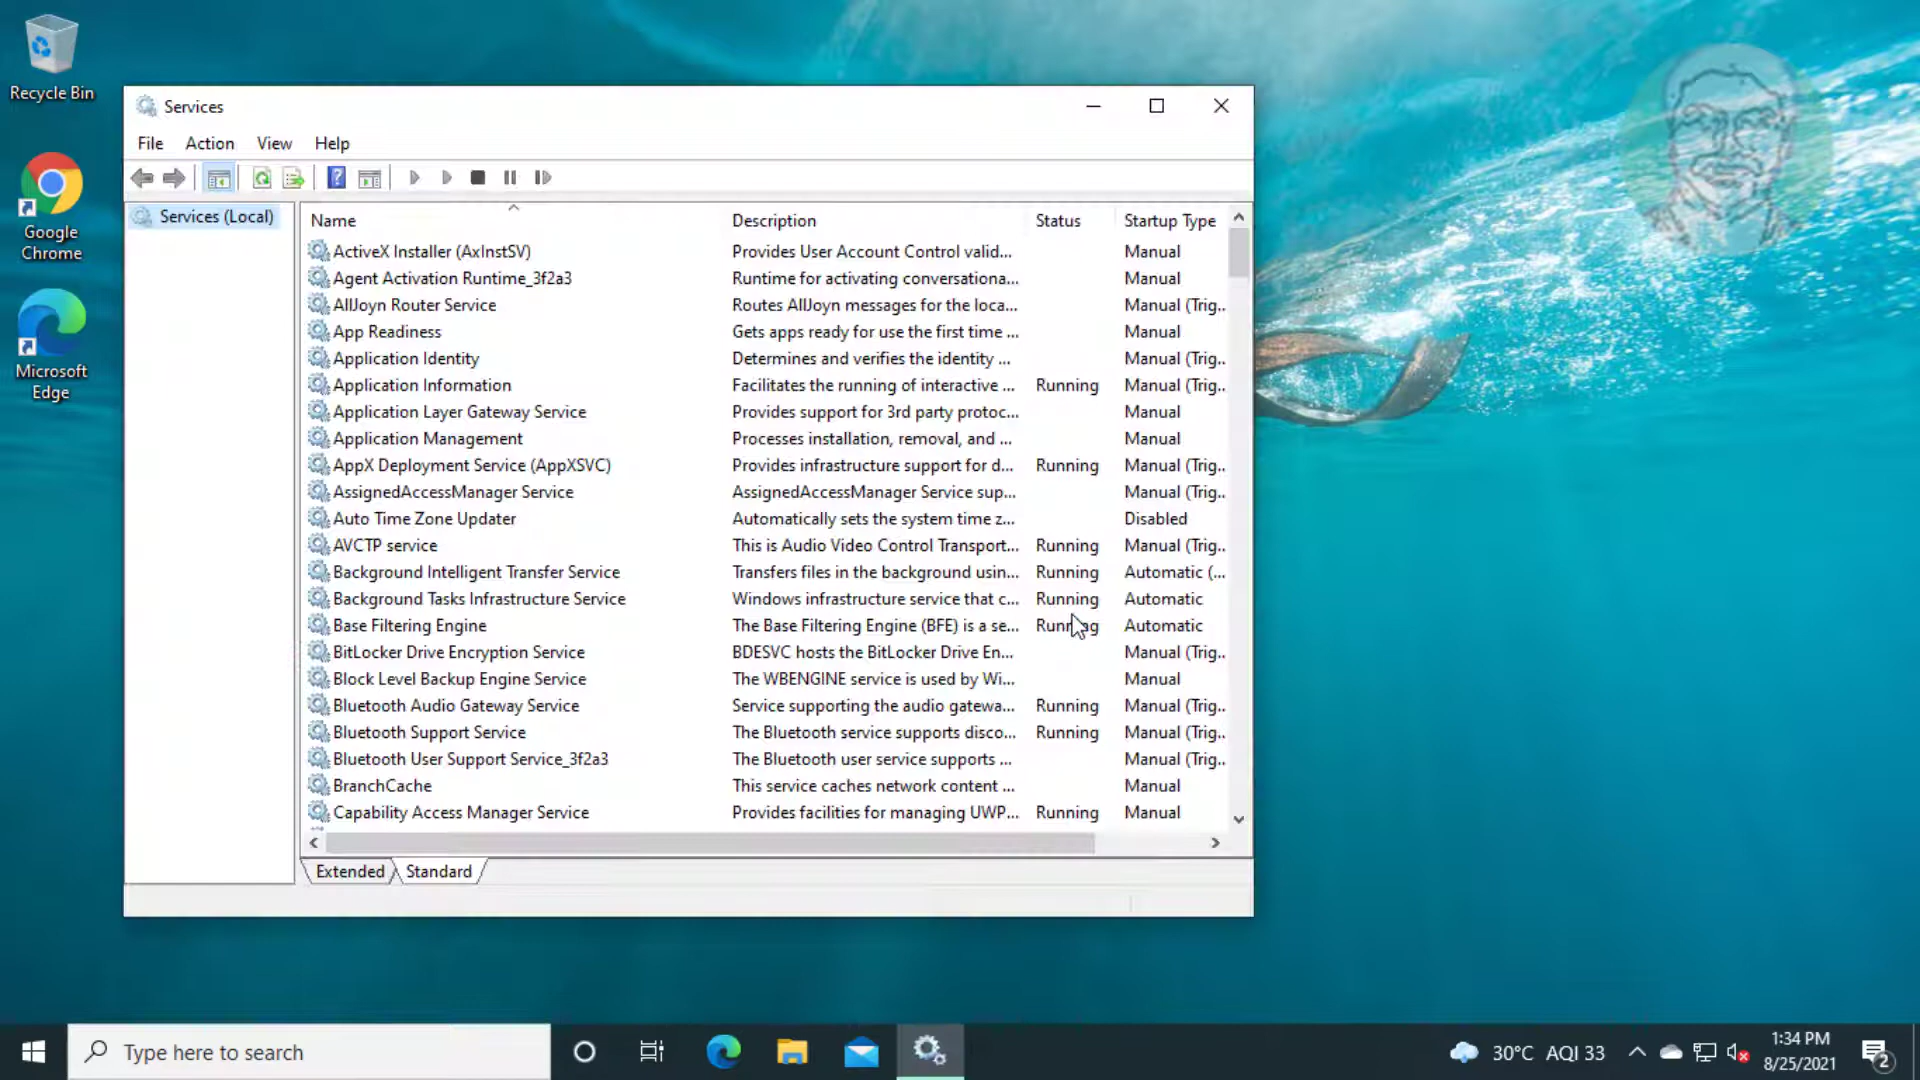 Recycle Bin
Google
Chrome
Microsoft
Edge
Services
File Action View Help
Services (Local)
Name Description Status Startup Type
ActiveX Installer (AxInstSV) Provides User Account Control valid... Manual
Agent Activation Runtime_3f2a3 Runtime for activating conversationa... Manual
AllJoyn Router Service Routes AllJoyn messages for the loca... Manual (Trig..
App Readiness Gets apps ready for use the first time ... Manual
Application Identity Determines and verifies the identity ... Manual (Trig..
Application Information Facilitates the running of interactive ... Running Manual (Trig..
Application Layer Gateway Service Provides support for 3rd party protoc... Manual
Application Management Processes installation, removal, and ... Manual
AppX Deployment Service (AppXSVC) Provides infrastructure support for d... Running Manual (Trig..
AssignedAccessManager Service AssignedAccessManager Service sup... Manual (Trig..
Auto Time Zone Updater Automatically sets the system time z... Disabled
AVCTP service This is Audio Video Control Transport... Running Manual (Trig..
Background Intelligent Transfer Service Transfers files in the background usin... Running Automatic (...
Background Tasks Infrastructure Service Windows infrastructure service that c... Running Automatic
Base Filtering Engine The Base Filtering Engine (BFE) is a se... Running Automatic
BitLocker Drive Encryption Service BDESVC hosts the BitLocker Drive En... Manual (Trig..
Block Level Backup Engine Service The WBENGINE service is used by Wi... Manual
Bluetooth Audio Gateway Service Service supporting the audio gatewa... Running Manual (Trig..
Bluetooth Support Service The Bluetooth service supports disco... Running Manual (Trig..
Bluetooth User Support Service_3f2a3 The Bluetooth user service supports ... Manual (Trig..
BranchCache This service caches network content ... Manual
Capability Access Manager Service Provides facilities for managing UWP... Running Manual
Extended Standard
Type here to search
30°C AQI 33
1:34 PM
8/25/2021
2